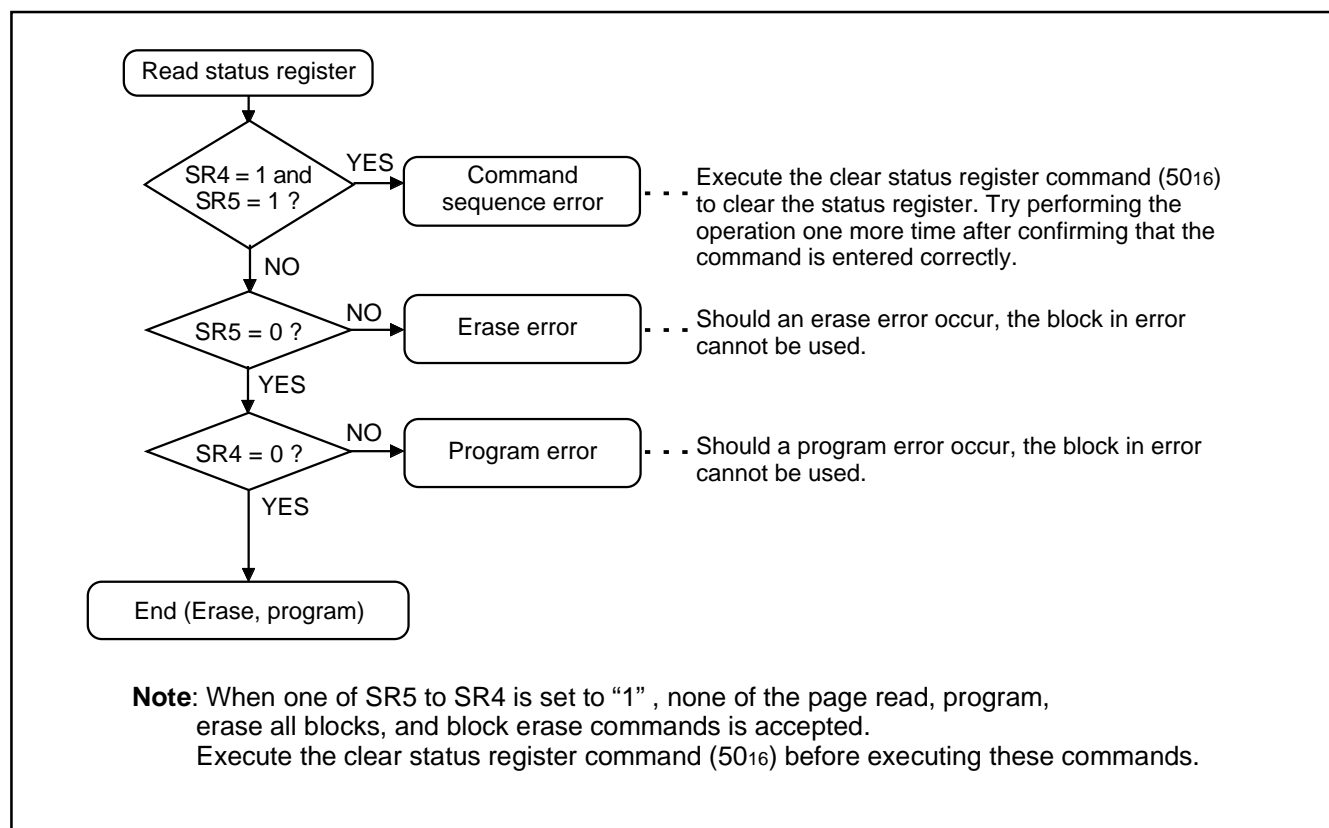 Read status register
SR4 = 1 and
SR5 = 1 ?
YES
Command
sequence error
Execute the clear status register command (5016)
to clear the status register. Try performing the
operation one more time after confirming that the
command is entered correctly.
NO
SR5 = 0 ?
NO
Erase error
Should an erase error occur, the block in error
cannot be used.
YES
SR4 = 0 ?
NO
Program error
Should a program error occur, the block in error
cannot be used.
YES
End (Erase, program)
Note: When one of SR5 to SR4 is set to “1” , none of the page read, program,
erase all blocks, and block erase commands is accepted.
Execute the clear status register command (5016) before executing these commands.